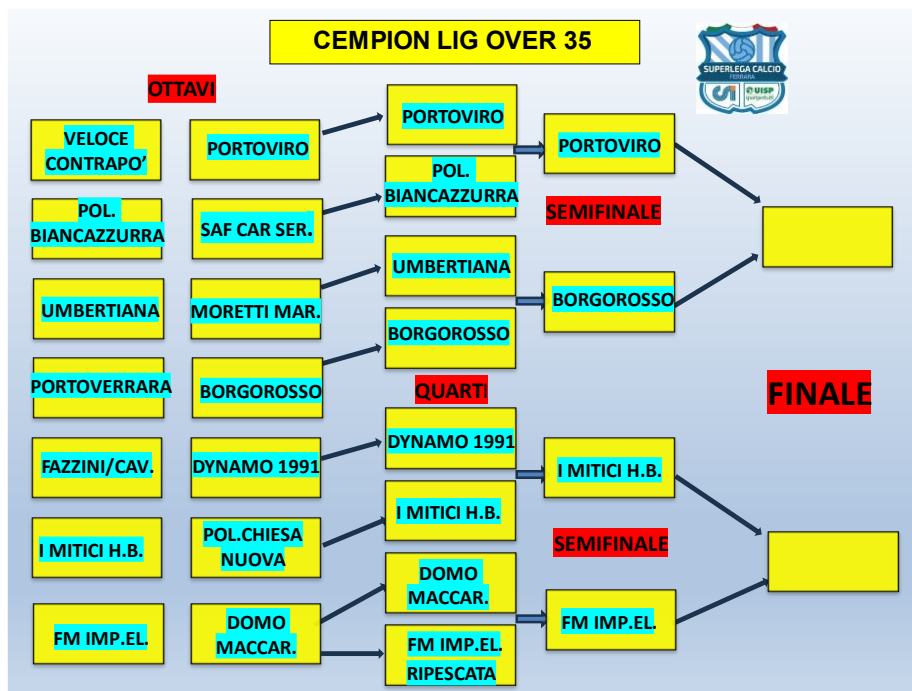 CEMPION LIG OVER 35
SUPERLEGA CALCIO
FERRARA
CSI UISP
sportpertutti
OTTAVI
VELOCE
CONTRAPO'
PORTOVIRO
PORTOVIRO
PORTOVIRO
POL.
BIANCAZZURRA
SAF CAR SER.
POL.
BIANCAZZURRA
SEMIFINALE
UMBERTIANA
MORETTI MAR.
UMBERTIANA
BORGOROSSO
PORTOVERRARA
BORGOROSSO
BORGOROSSO
QUARTI
FINALE
FAZZINI/CAV.
DYNAMO 1991
DYNAMO 1991
I MITICI H.B.
I MITICI H.B.
POL.CHIESA
NUOVA
I MITICI H.B.
SEMIFINALE
FM IMP.EL.
DOMO
MACCAR.
DOMO
MACCAR.
FM IMP.EL.
FM IMP.EL.
RIPESCATA